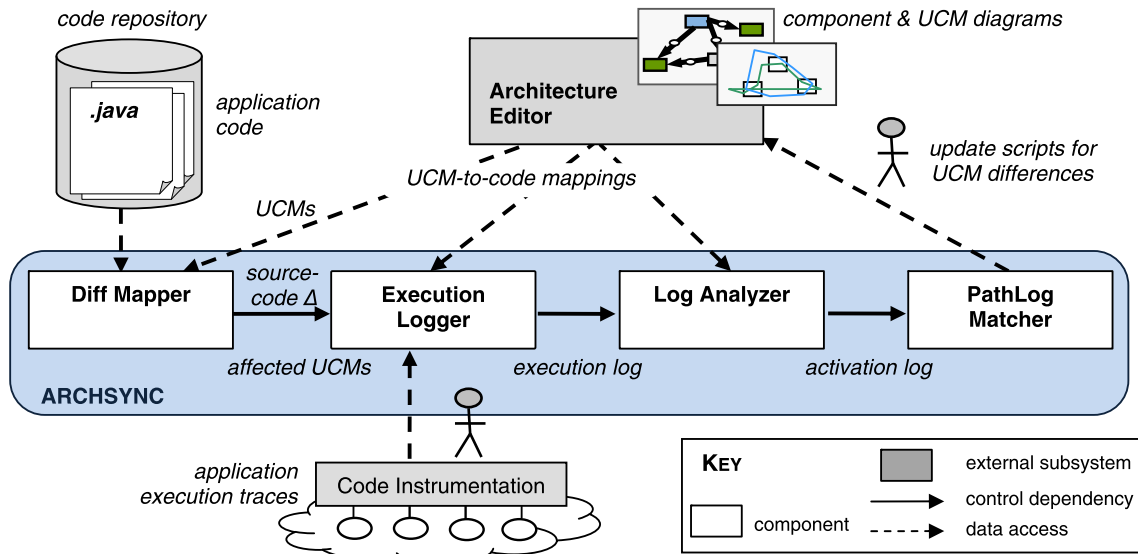 code repository
component & UCM diagrams
.java
application
code
Architecture
Editor
update scripts for
UCM differences
UCM-to-code mappings
UCMs
Diff Mapper
source-
code Δ
Execution
Logger
Log Analyzer
PathLog
Matcher
affected UCMs
execution log
activation log
ARCHSYNC
application
execution traces
Code Instrumentation
KEY
external subsystem
control dependency
component
data access